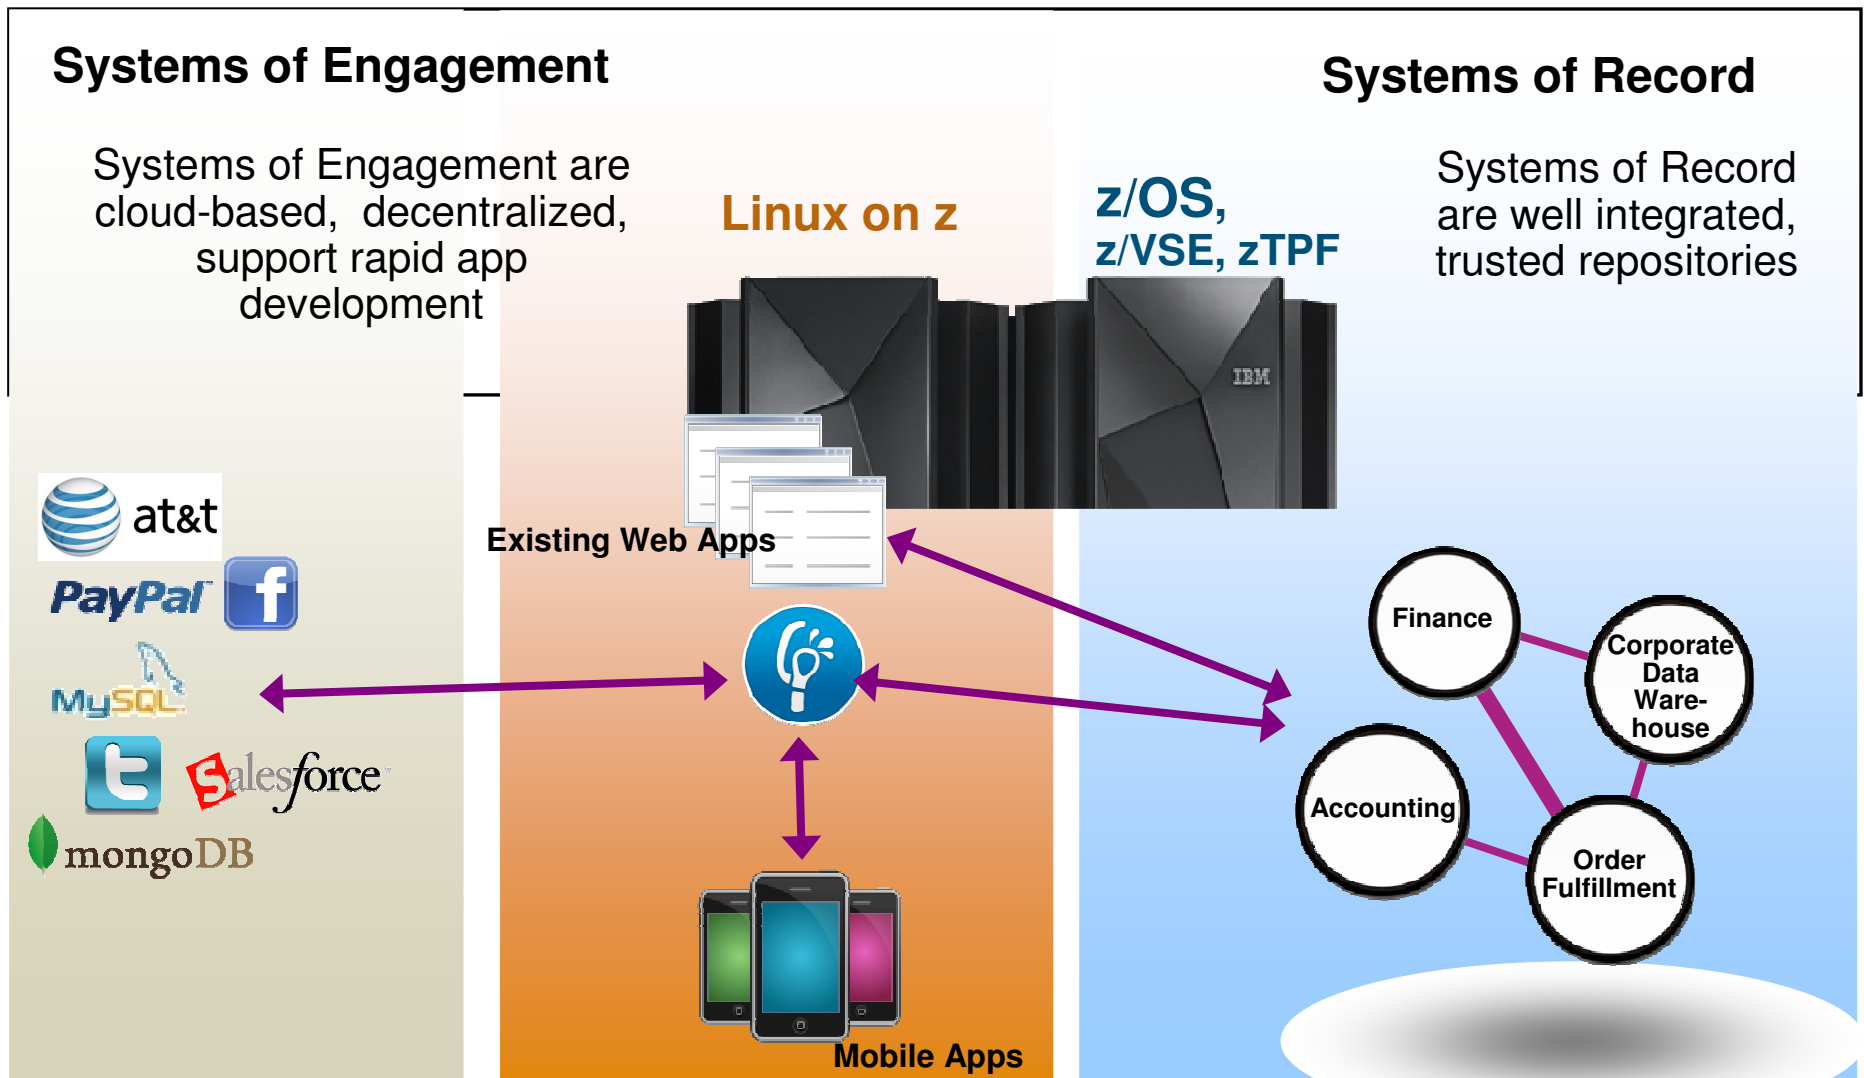 Systems of Engagement
Systems of Engagement are
cloud-based,  decentralized,
support rapid app
development
Linux on z
z/OS,
z/VSE, zTPF
Systems of Record
Systems of Record
are well integrated,
trusted repositories
IBM
at&t
PayPal™
f
MySQL
t
salesforce
mongoDB
Existing Web Apps
Mobile Apps
Finance
Corporate
Data
Ware-
house
Accounting
Order
Fulfillment